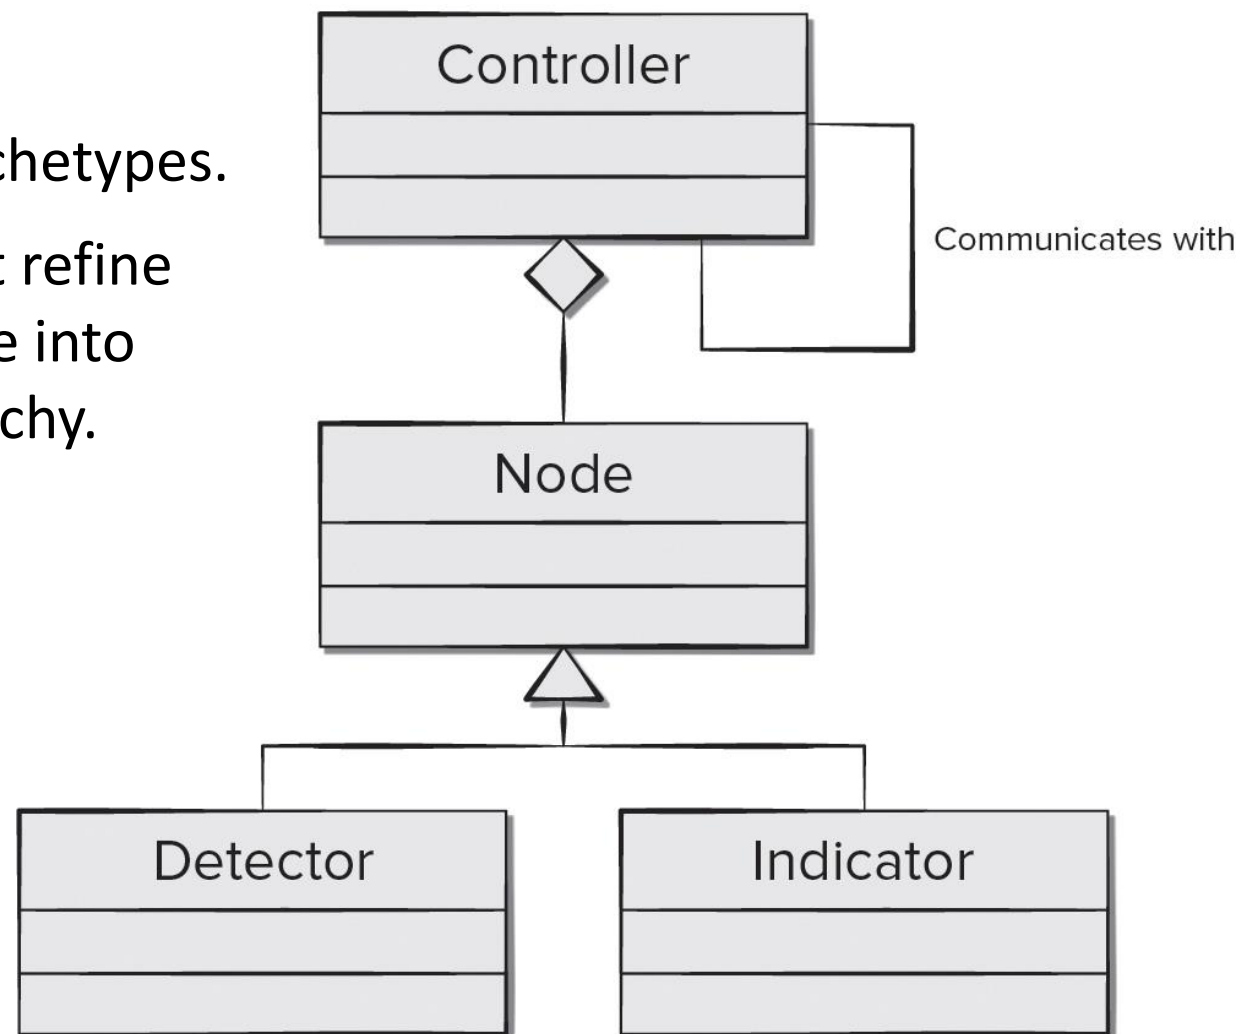 chetypes.
refine
into
chy.
Controller
Communicates with
Node
Detector
Indicator